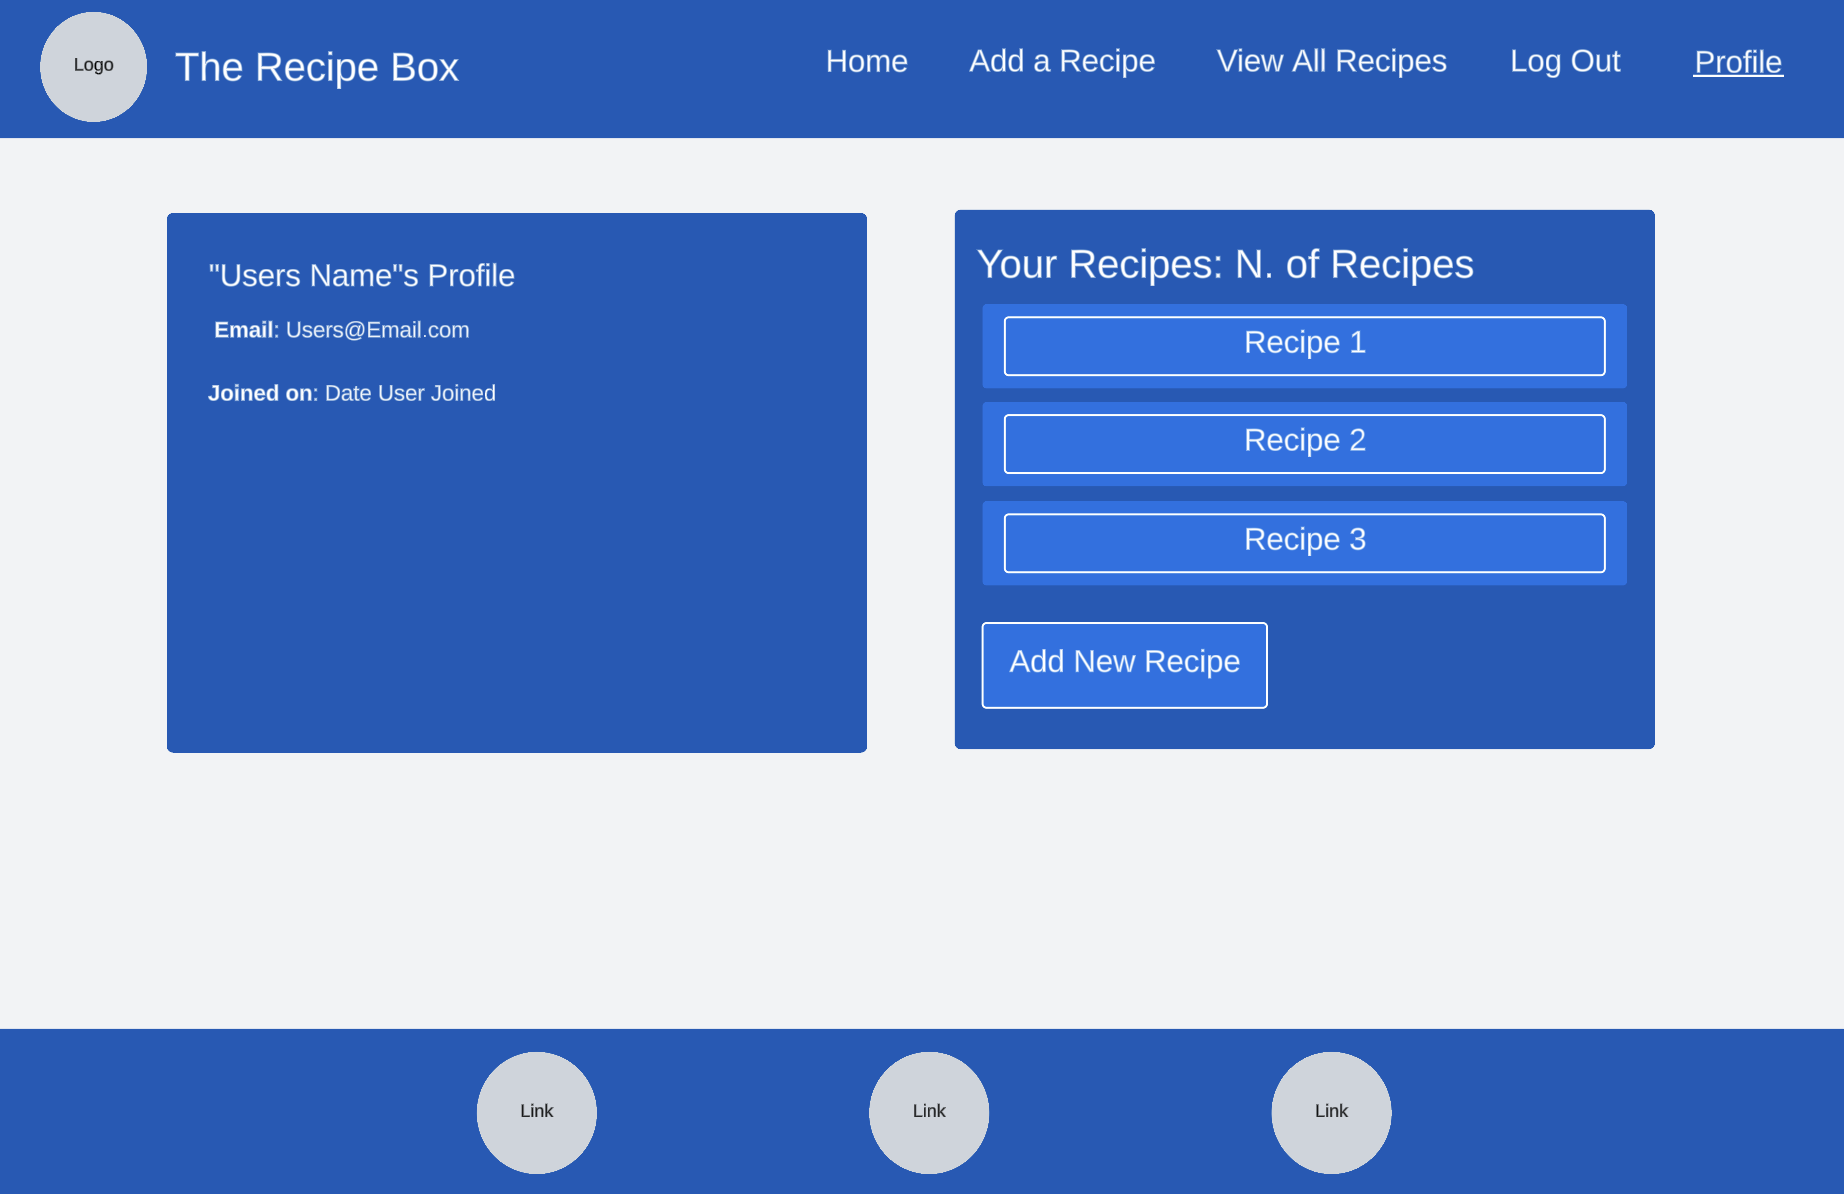 Logo
The Recipe Box
Home
Add a Recipe
View All Recipes
Log Out
Profile
"Users Name"s Profile
Email: Users@Email.com
Joined on: Date User Joined
Your Recipes: N. of Recipes
Recipe 1
Recipe 2
Recipe 3
Add New Recipe
Link
Link
Link